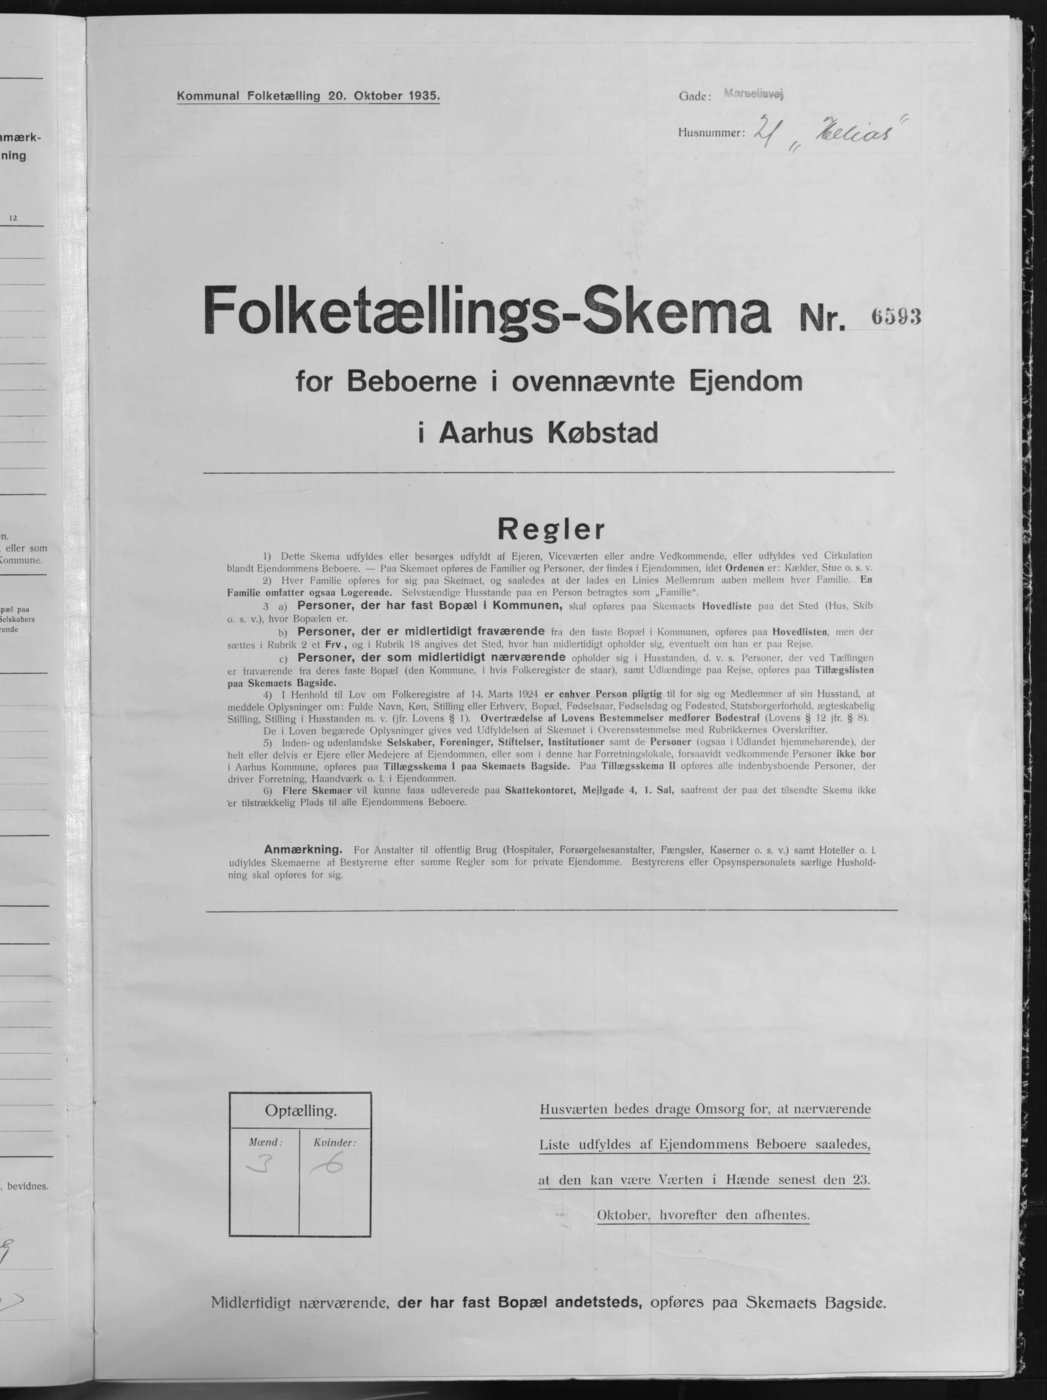 mærk-
ning
12
n.
, eller som
Kommune.
pæl paa
Selskabers
rende
, bevidnes.
Kommunal Folketælling 20. Oktober 1935.
Gade: Marselisvej
Husnummer: 21 „Helias"
Folketællings-Skema Nr. 6593
for Beboerne i ovennævnte Ejendom
i Aarhus Købstad
Regler
1) Dette Skema udfyldes eller besørges udfyldt af Ejeren, Viceværten eller andre Vedkommende, eller udfyldes ved Cirkulation
blandt Ejendommens Beboere. — Paa Skemaet opføres de Familier og Personer, der findes i Ejendommen, idet Ordenen er: Kælder, Stue o. s. v.
2) Hver Familie opføres for sig paa Skemaet, og saaledes at der lades en Linies Mellemrum aaben mellem hver Familie. En
Familie omfatter ogsaa Logerende. Selvstændige Husstande paa en Person betragtes som „Familie".
3 a) Personer, der har fast Bopæl i Kommunen, skal opføres paa Skemaets Hovedliste paa det Sted (Hus, Skib
o. s. v.), hvor Bopælen er.
b) Personer, der er midlertidigt fraværende fra den faste Bopæl i Kommunen, opføres paa Hovedlisten, men der
sættes i Rubrik 2 et Frv., og i Rubrik 18 angives det Sted, hvor han midlertidigt opholder sig, eventuelt om han er paa Rejse.
c) Personer, der som midlertidigt nærværende opholder sig i Husstanden, d. v. s. Personer, der ved Tællingen
er fraværende fra deres faste Bopæl (den Kommune, i hvis Folkeregister de staar), samt Udlændinge paa Rejse, opføres paa Tillægslisten
paa Skemaets Bagside.
4) I Henhold til Lov om Folkeregistre af 14. Marts 1924 er enhver Person pligtig til for sig og Medlemmer af sin Husstand, at
meddele Oplysninger om: Fulde Navn, Køn, Stilling eller Erhverv, Bopæl, Fødselsaar, Fødselsdag og Fødested, Statsborgerforhold, ægteskabelig
Stilling, Stilling i Husstanden m. v. (jfr. Lovens § 1). Overtrædelse af Lovens Bestemmelser medfører Bødestraf (Lovens § 12 jfr. § 8).
De i Loven begærede Oplysninger gives ved Udfyldelsen af Skemaet i Overensstemmelse med Rubrikkernes Overskrifter.
5) Inden- og udenlandske Selskaber, Foreninger, Stiftelser, Institutioner samt de Personer (ogsaa i Udlandet hjemmehørende), der
helt eller delvis er Ejere eller Medejere af Ejendommen, eller som i denne har Forretningslokale, forsaavidt vedkommende Personer ikke bor
i Aarhus Kommune, opføres paa Tillægsskema I paa Skemaets Bagside. Paa Tillægsskema II opføres alle indenbysboende Personer, der
driver Forretning, Haandværk o. l. i Ejendommen.
6) Flere Skemaer vil kunne faas udleverede paa Skattekontoret, Mejlgade 4, 1. Sal, saafremt der paa det tilsendte Skema ikke
er tilstrækkelig Plads til alle Ejendommens Beboere.
Anmærkning. For Anstalter til offentlig Brug (Hospitaler, Forsørgelsesanstalter, Fængsler, Kaserner o. s. v.) samt Hoteller o. l.
udfyldes Skemaerne af Bestyrerne efter samme Regler som for private Ejendomme. Bestyrerens eller Opsynspersonalets særlige Hushold-
ning skal opføres for sig.
Optælling.
Mænd: Kvinder:
3 6
Husværten bedes drage Omsorg for, at nærværende
Liste udfyldes af Ejendommens Beboere saaledes,
at den kan være Værten i Hænde senest den 23.
Oktober, hvorefter den afhentes.
Midlertidigt nærværende, der har fast Bopæl andetsteds, opføres paa Skemaets Bagside.